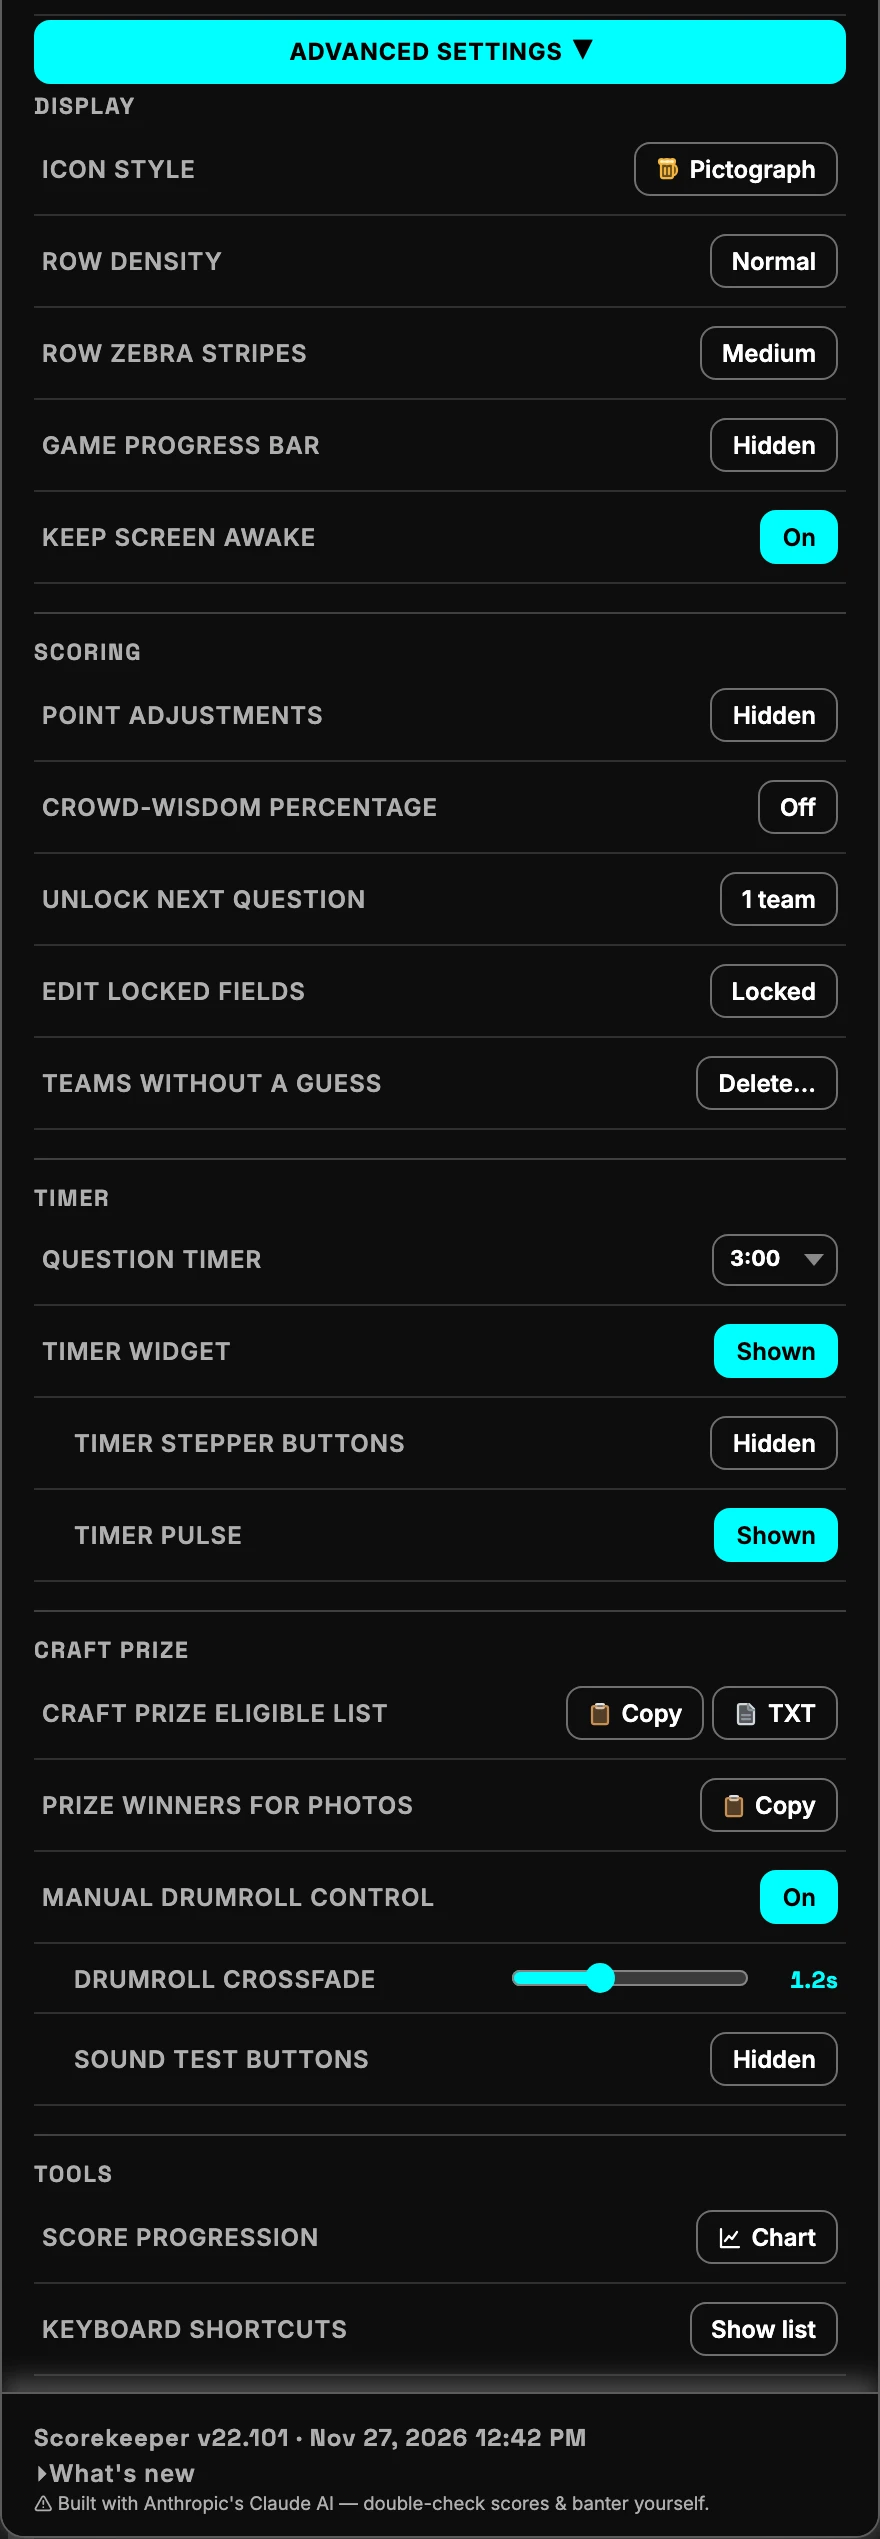 ADVANCED SETTINGS ▼
DISPLAY
ICON STYLE Pictograph
ROW DENSITY Normal
ROW ZEBRA STRIPES Medium
GAME PROGRESS BAR Hidden
KEEP SCREEN AWAKE On
SCORING
POINT ADJUSTMENTS Hidden
CROWD-WISDOM PERCENTAGE Off
UNLOCK NEXT QUESTION 1 team
EDIT LOCKED FIELDS Locked
TEAMS WITHOUT A GUESS Delete...
TIMER
QUESTION TIMER 3:00
TIMER WIDGET Shown
TIMER STEPPER BUTTONS Hidden
TIMER PULSE Shown
CRAFT PRIZE
CRAFT PRIZE ELIGIBLE LIST Copy TXT
PRIZE WINNERS FOR PHOTOS Copy
MANUAL DRUMROLL CONTROL On
DRUMROLL CROSSFADE 1.2s
SOUND TEST BUTTONS Hidden
TOOLS
SCORE PROGRESSION Chart
KEYBOARD SHORTCUTS Show list
Scorekeeper v22.101 · Nov 27, 2026 12:42 PM
What's new
⚠ Built with Anthropic's Claude AI — double-check scores & banter yourself.